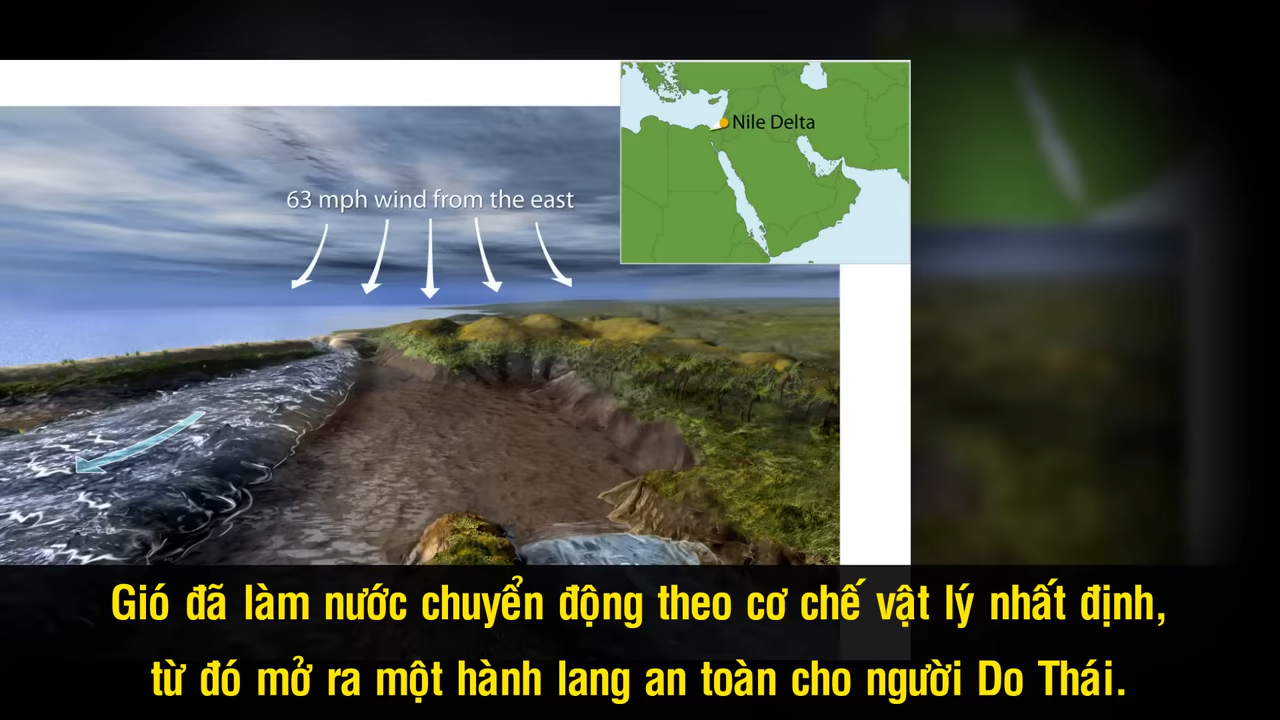 Nile Delta
63 mph wind from the east
Gió đã làm nước chuyển động theo cơ chế vật lý nhất định,
từ đó mở ra một hành lang an toàn cho người Do Thái.